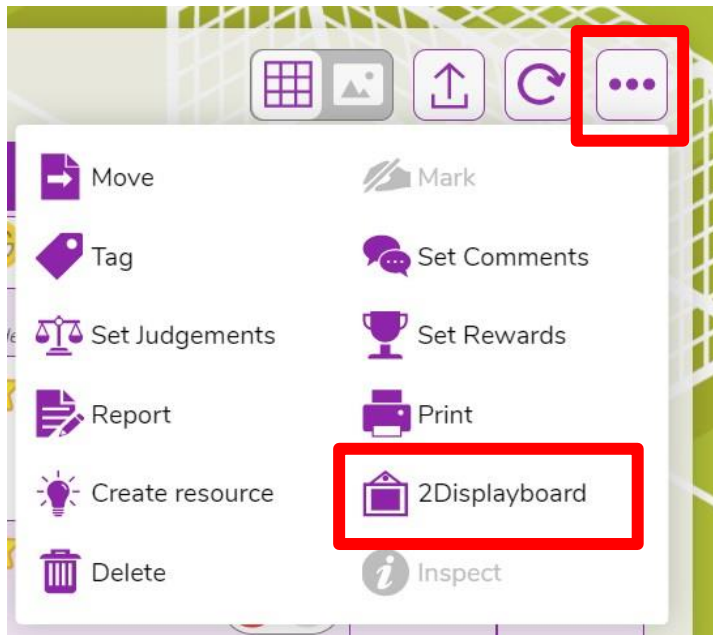 Move
Mark
Tag
Set Comments
Set Judgements
Set Rewards
Report
Print
Create resource
2Displayboard
Delete
Inspect